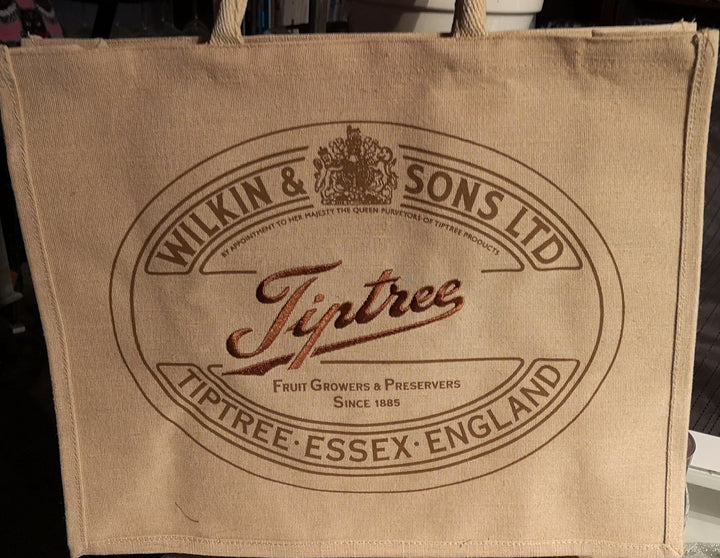 WILKIN & SONS LTD
BY APPOINTMENT TO HER MAJESTY THE QUEEN PURVEYORS OF TIPTREE PRODUCTS
Tiptree
FRUIT GROWERS & PRESERVERS
SINCE 1885
TIPTREE · ESSEX · ENGLAND